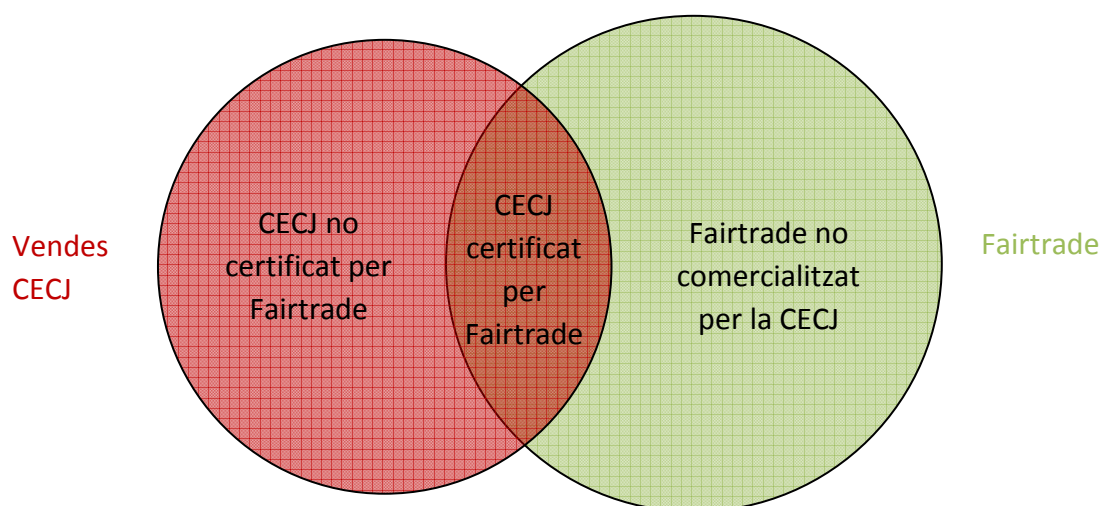 Vendes
CECJ
CECJ no
certificat per
Fairtrade
CECJ
certificat
per
Fairtrade
Fairtrade no
comercialitzat
per la CECJ
Fairtrade